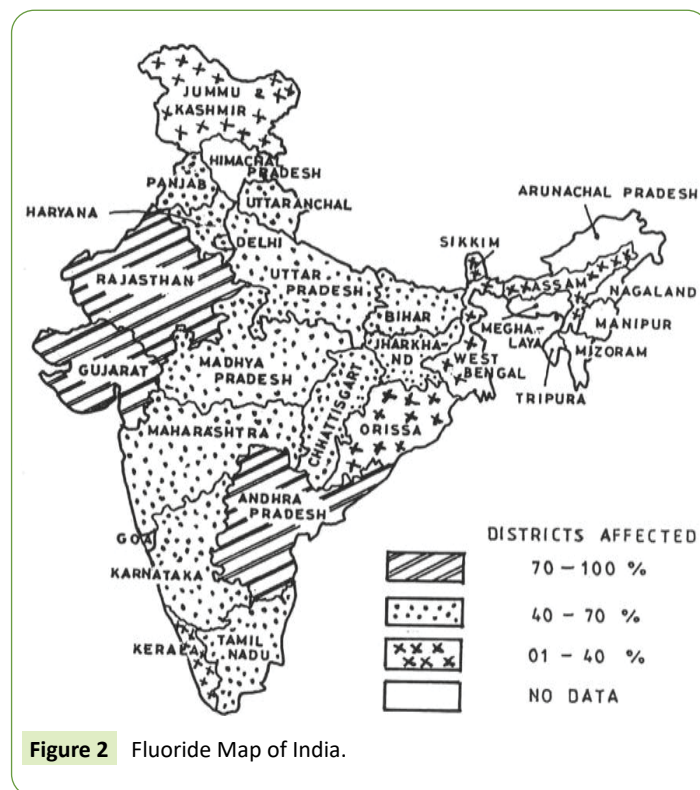 JUMMU &
KASHMIR
HIMACHAL
PRADESH
PANJAB
UTTARANCHAL
HARYANA
DELHI
ARUNACHAL PRADESH
SIKKIM
RAJASTHAN
UTTAR
PRADESH
ASSAM
NAGALAND
BIHAR
MEGHA-
LAYA
MANIPUR
JHARKHA-
ND
MIZORAM
GUJARAT
MADHYA
PRADESH
WEST
BENGAL
TRIPURA
CHHATTISGART
ORISSA
MAHARASHTRA
ANDHRA
PRADESH
GOA
KARNATAKA
KERALA
TAMIL
NADU
DISTRICTS AFFECTED
70 – 100 %
40 – 70 %
01 – 40 %
NO DATA
Figure 2 Fluoride Map of India.